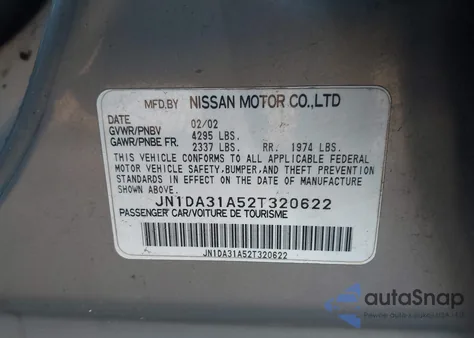 MFD.BY NISSAN MOTOR CO.,LTD
DATE 02/02
GVWR/PNBV 4295 LBS.
GAWR/PNBE FR. 2337 LBS. RR. 1974 LBS.
THIS VEHICLE CONFORMS TO ALL APPLICABLE FEDERAL
MOTOR VEHICLE SAFETY,BUMPER,AND THEFT PREVENTION
STANDARDS IN EFFECT ON THE DATE OF MANUFACTURE
SHOWN ABOVE.
JN1DA31A52T320622
PASSENGER CAR/VOITURE DE TOURISME
JN1DA31A52T320622
autoSnap